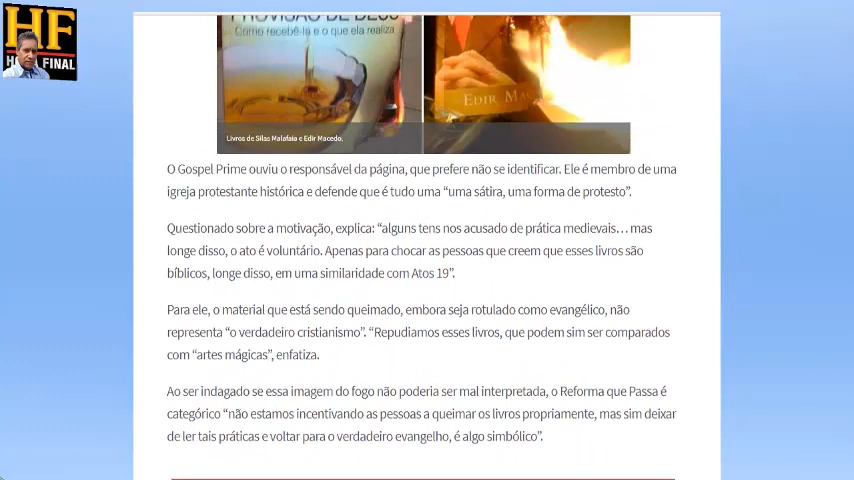 HF
HORA FINAL
PROVISÃO DE DEUS
Como recebê-la e o que ela realiza
EDIR MAC
Livros de Silas Malafaia e Edir Macedo.
O Gospel Prime ouviu o responsável da página, que prefere não se identificar. Ele é membro de uma
igreja protestante histórica e defende que é tudo uma “uma sátira, uma forma de protesto”.
Questionado sobre a motivação, explica: “alguns tens nos acusado de prática medievais… mas
longe disso, o ato é voluntário. Apenas para chocar as pessoas que creem que esses livros são
bíblicos, longe disso, em uma similaridade com Atos 19”.
Para ele, o material que está sendo queimado, embora seja rotulado como evangélico, não
representa “o verdadeiro cristianismo”. “Repudiamos esses livros, que podem sim ser comparados
com “artes mágicas”, enfatiza.
Ao ser indagado se essa imagem do fogo não poderia ser mal interpretada, o Reforma que Passa é
categórico “não estamos incentivando as pessoas a queimar os livros propriamente, mas sim deixar
de ler tais práticas e voltar para o verdadeiro evangelho, é algo simbólico”.